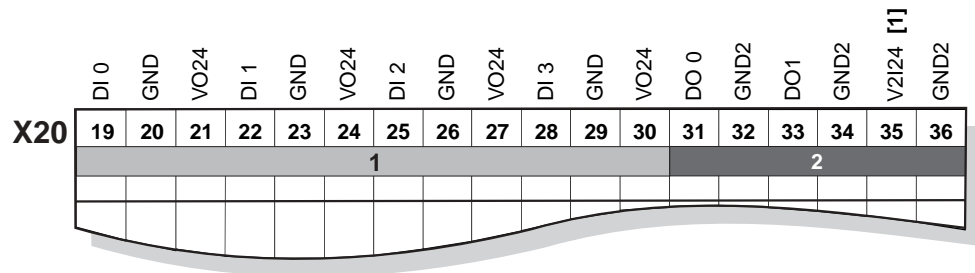 DI 0 GND VO24 DI 1 GND VO24 DI 2 GND VO24 DI 3 GND VO24 DO 0 GND2 DO1 GND2 V2I24 [1] GND2
X20 19 20 21 22 23 24 25 26 27 28 29 30 31 32 33 34 35 36
1 2